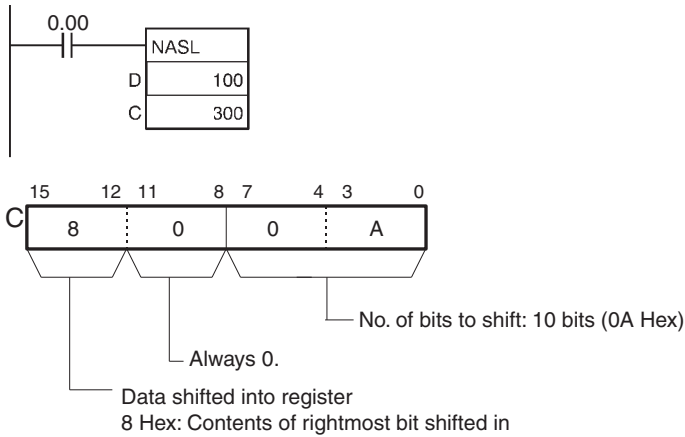 0.00
NASL
D 100
C 300
15 12 11 8 7 4 3 0
C 8 0 0 A
No. of bits to shift: 10 bits (0A Hex)
Always 0.
Data shifted into register
8 Hex: Contents of rightmost bit shifted in